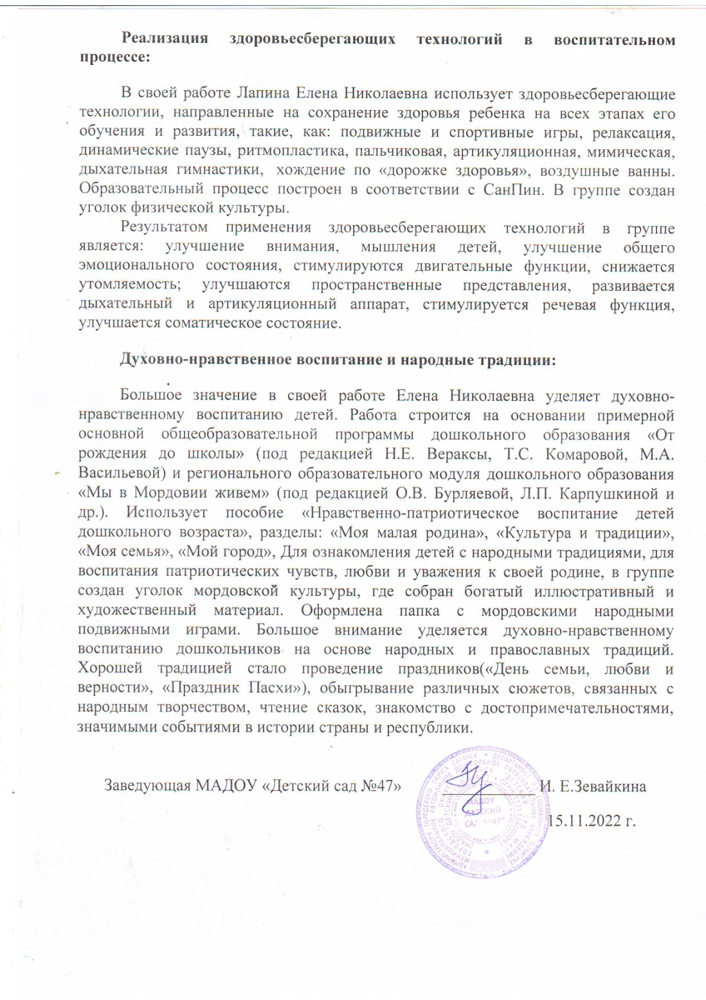 Реализация здоровьесберегающих технологий в воспитательном
процессе:
В своей работе Лапина Елена Николаевна использует здоровьесберегающие
технологии, направленные на сохранение здоровья ребенка на всех этапах его
обучения и развития, такие, как: подвижные и спортивные игры, релаксация,
динамические паузы, ритмопластика, пальчиковая, артикуляционная, мимическая,
дыхательная гимнастики, хождение по «дорожке здоровья», воздушные ванны.
Образовательный процесс построен в соответствии с СанПин. В группе создан
уголок физической культуры.
Результатом применения здоровьесберегающих технологий в группе
является: улучшение внимания, мышления детей, улучшение общего
эмоционального состояния, стимулируются двигательные функции, снижается
утомляемость; улучшаются пространственные представления, развивается
дыхательный и артикуляционный аппарат, стимулируется речевая функция,
улучшается соматическое состояние.
Духовно-нравственное воспитание и народные традиции:
Большое значение в своей работе Елена Николаевна уделяет духовно-
нравственному воспитанию детей. Работа строится на основании примерной
основной общеобразовательной программы дошкольного образования «От
рождения до школы» (под редакцией Н.Е. Вераксы, Т.С. Комаровой, М.А.
Васильевой) и регионального образовательного модуля дошкольного образования
«Мы в Мордовии живем» (под редакцией О.В. Бурляевой, Л.П. Карпушкиной и
др.). Использует пособие «Нравственно-патриотическое воспитание детей
дошкольного возраста», разделы: «Моя малая родина», «Культура и традиции»,
«Моя семья», «Мой город», Для ознакомления детей с народными традициями, для
воспитания патриотических чувств, любви и уважения к своей родине, в группе
создан уголок мордовской культуры, где собран богатый иллюстративный и
художественный материал. Оформлена папка с мордовскими народными
подвижными играми. Большое внимание уделяется духовно-нравственному
воспитанию дошкольников на основе народных и православных традиций.
Хорошей традицией стало проведение праздников(«День семьи, любви и
верности», «Праздник Пасхи»), обыгрывание различных сюжетов, связанных с
народным творчеством, чтение сказок, знакомство с достопримечательностями,
значимыми событиями в истории страны и республики.
Заведующая МАДОУ «Детский сад №47» И. Е.Зевайкина
МАДОУ
ДЕТСКИЙ
САД №47"
15.11.2022 г.